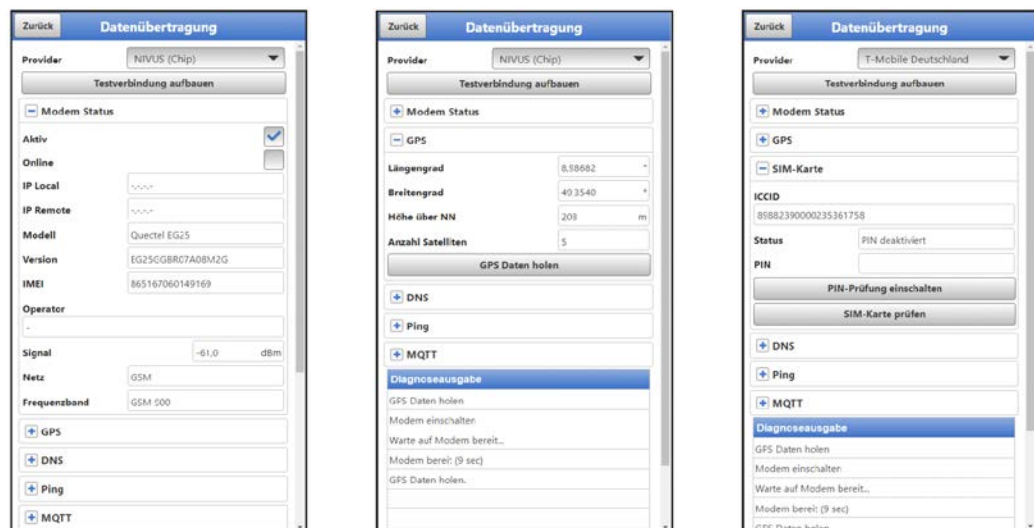 Zurück Datenübertragung
Provider NIVUS (Chip)
Testverbindung aufbauen
Modem Status
Aktiv
Online
IP Local -.-.-.-
IP Remote -.-.-.-
Modell Quectel EG25
Version EG25GGBR07A08M2G
IMEI 865167060149169
Operator
-
Signal -61,0 dBm
Netz GSM
Frequenzband GSM 900
GPS
DNS
Ping
MQTT
Zurück Datenübertragung
Provider NIVUS (Chip)
Testverbindung aufbauen
Modem Status
GPS
Längengrad 8,58682 °
Breitengrad 49,3540 °
Höhe über NN 203 m
Anzahl Satelliten 5
GPS Daten holen
DNS
Ping
MQTT
Diagnoseausgabe
GPS Daten holen
Modem einschalten
Warte auf Modem bereit...
Modem bereit (9 sec)
GPS Daten holen.
Zurück Datenübertragung
Provider T-Mobile Deutschland
Testverbindung aufbauen
Modem Status
GPS
SIM-Karte
ICCID
89882390000235361758
Status PIN deaktiviert
PIN
PIN-Prüfung einschalten
SIM-Karte prüfen
DNS
Ping
MQTT
Diagnoseausgabe
GPS Daten holen
Modem einschalten
Warte auf Modem bereit...
Modem bereit (9 sec)
GPS Daten holen